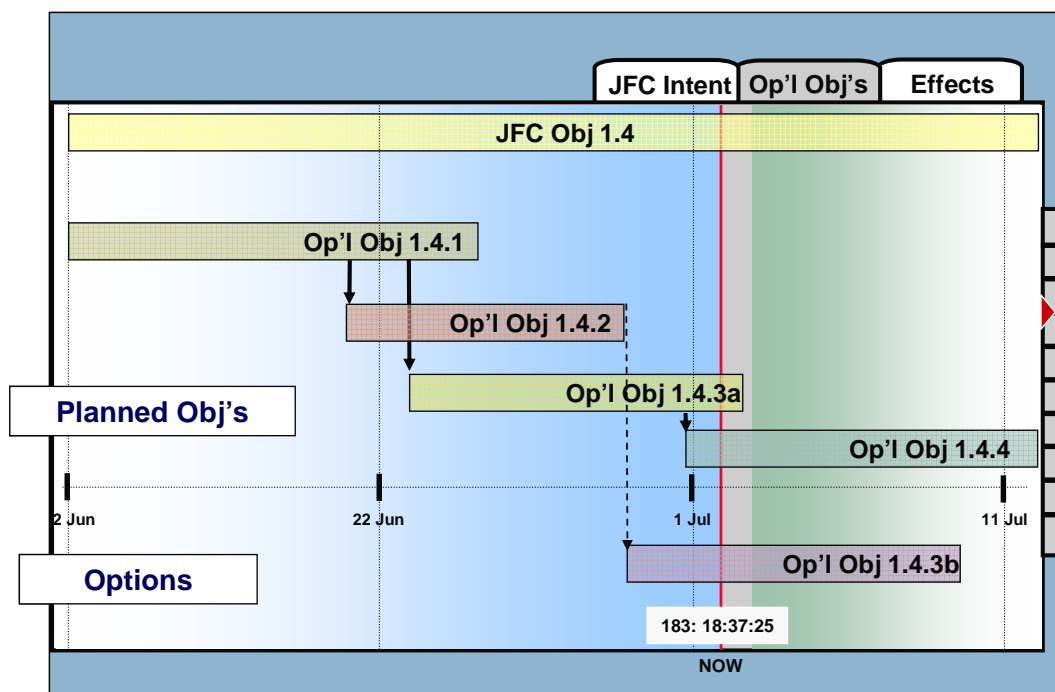 JFC Intent
Op'l Obj's
Effects
JFC Obj 1.4
Op'l Obj 1.4.1
Op'l Obj 1.4.2
Op'l Obj 1.4.3a
Planned Obj's
Op'l Obj 1.4.4
2 Jun
22 Jun
1 Jul
11 Jul
Op'l Obj 1.4.3b
Options
183: 18:37:25
NOW